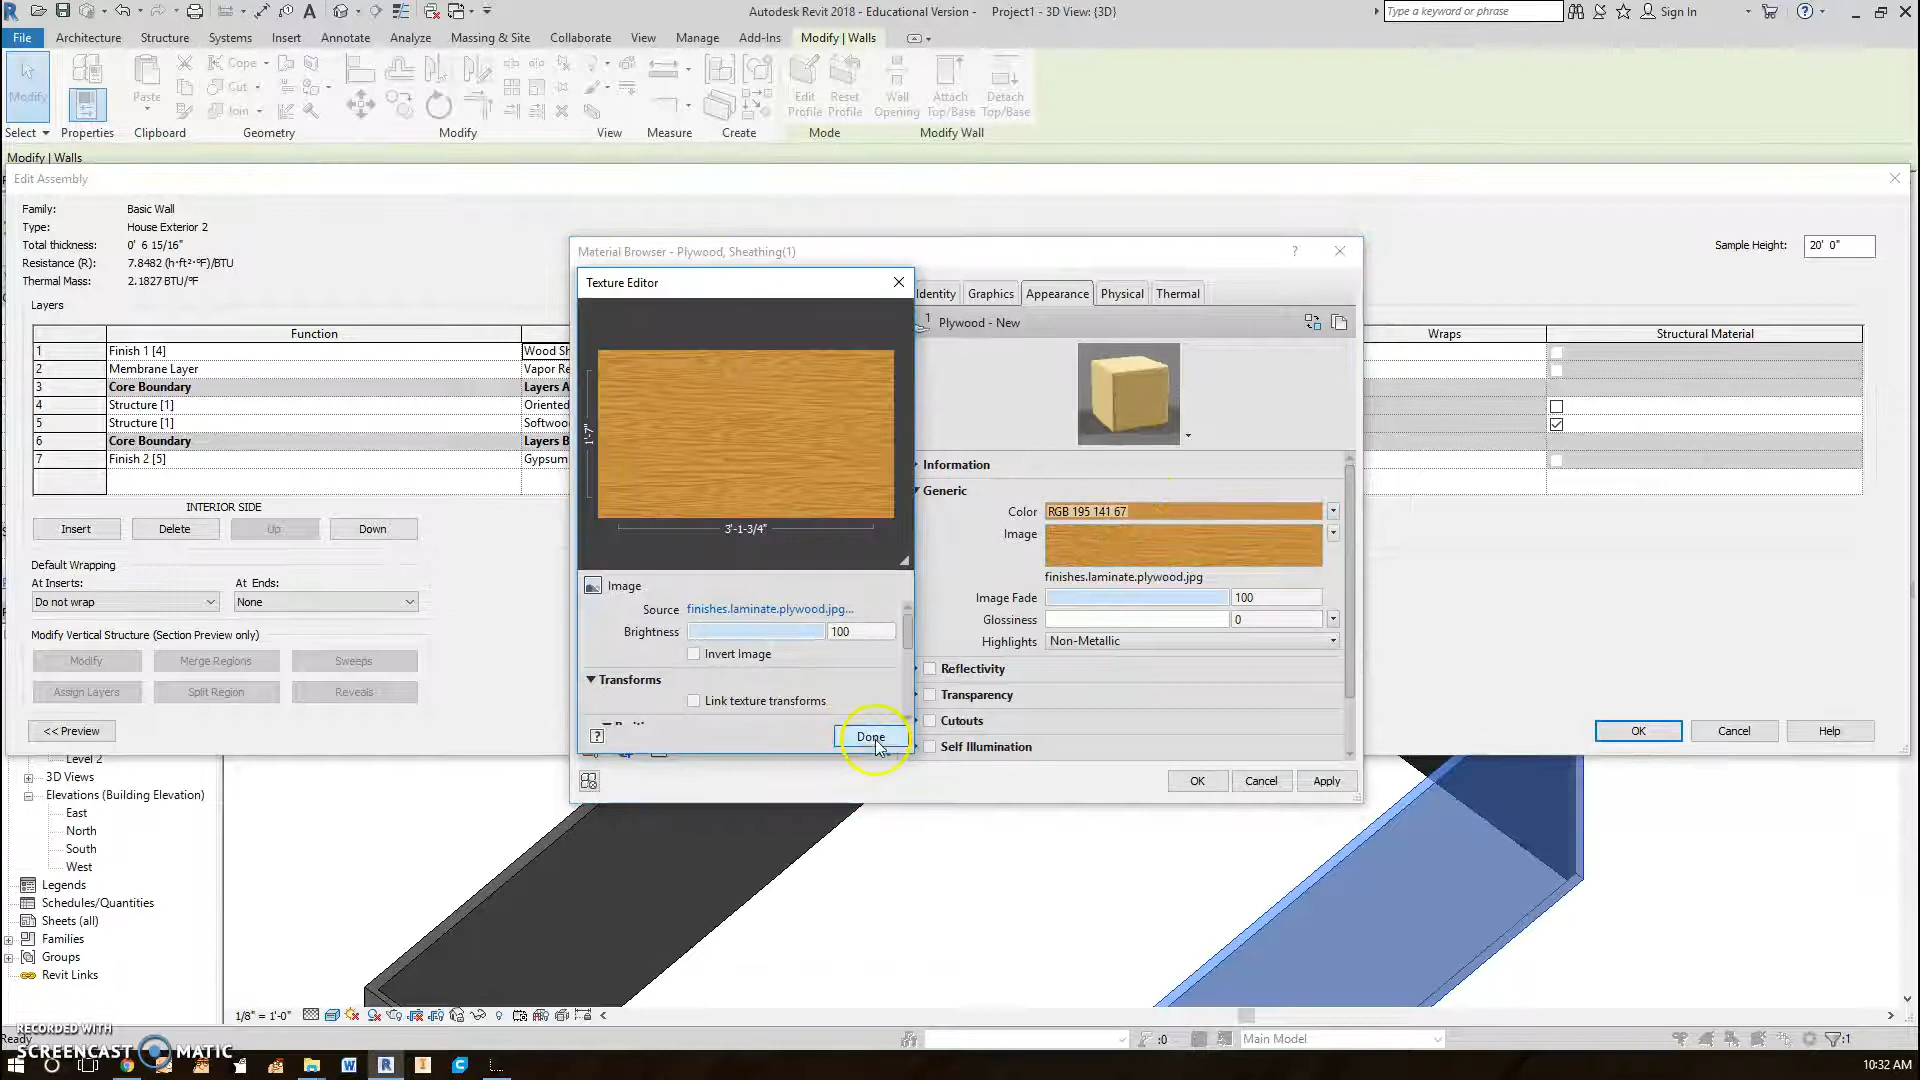 Autodesk Revit 2018 - Educational Version - Project1 - 3D View: {3D}
Type a keyword or phrase
Sign In
File Architecture Structure Systems Insert Annotate Analyze Massing & Site Collaborate View Manage Add-Ins Modify | Walls
Modify
Paste
Cope
Cut
Join
Edit Profile
Reset Profile
Wall Opening
Attach Top/Base
Detach Top/Base
Select Properties Clipboard Geometry Modify View Measure Create Mode Modify Wall
Modify | Walls
Edit Assembly
Family: Basic Wall
Type: House Exterior 2
Total thickness: 0' 6 15/16"
Resistance (R): 7.8482 (h·ft²·°F)/BTU
Thermal Mass: 2.1827 BTU/°F
Sample Height: 20' 0"
Layers
Function Wraps Structural Material
1 Finish 1 [4] Wood Sh
2 Membrane Layer Vapor Re
3 Core Boundary Layers A
4 Structure [1] Oriented
5 Structure [1] Softwoo
6 Core Boundary Layers B
7 Finish 2 [5] Gypsum
INTERIOR SIDE
Insert Delete Up Down
Default Wrapping
At Inserts: At Ends:
Do not wrap None
Modify Vertical Structure (Section Preview only)
Modify Merge Regions Sweeps
Assign Layers Split Region Reveals
<< Preview
OK Cancel Help
Material Browser - Plywood, Sheathing(1)
?
Texture Editor
1'-7"
3'-1-3/4"
Image
Source finishes.laminate.plywood.jpg...
Brightness 100
Invert Image
Transforms
Link texture transforms
? Done
Identity Graphics Appearance Physical Thermal
1 Plywood - New
Information
Generic
Color RGB 195 141 67
Image
finishes.laminate.plywood.jpg
Image Fade 100
Glossiness 0
Highlights Non-Metallic
Reflectivity
Transparency
Cutouts
Self Illumination
OK Cancel Apply
Level 2
3D Views
Elevations (Building Elevation)
East
North
South
West
Legends
Schedules/Quantities
Sheets (all)
Families
Groups
Revit Links
1/8" = 1'-0"
Ready
:0
Main Model
:1
RECORDED WITH
SCREENCAST MATIC
10:32 AM